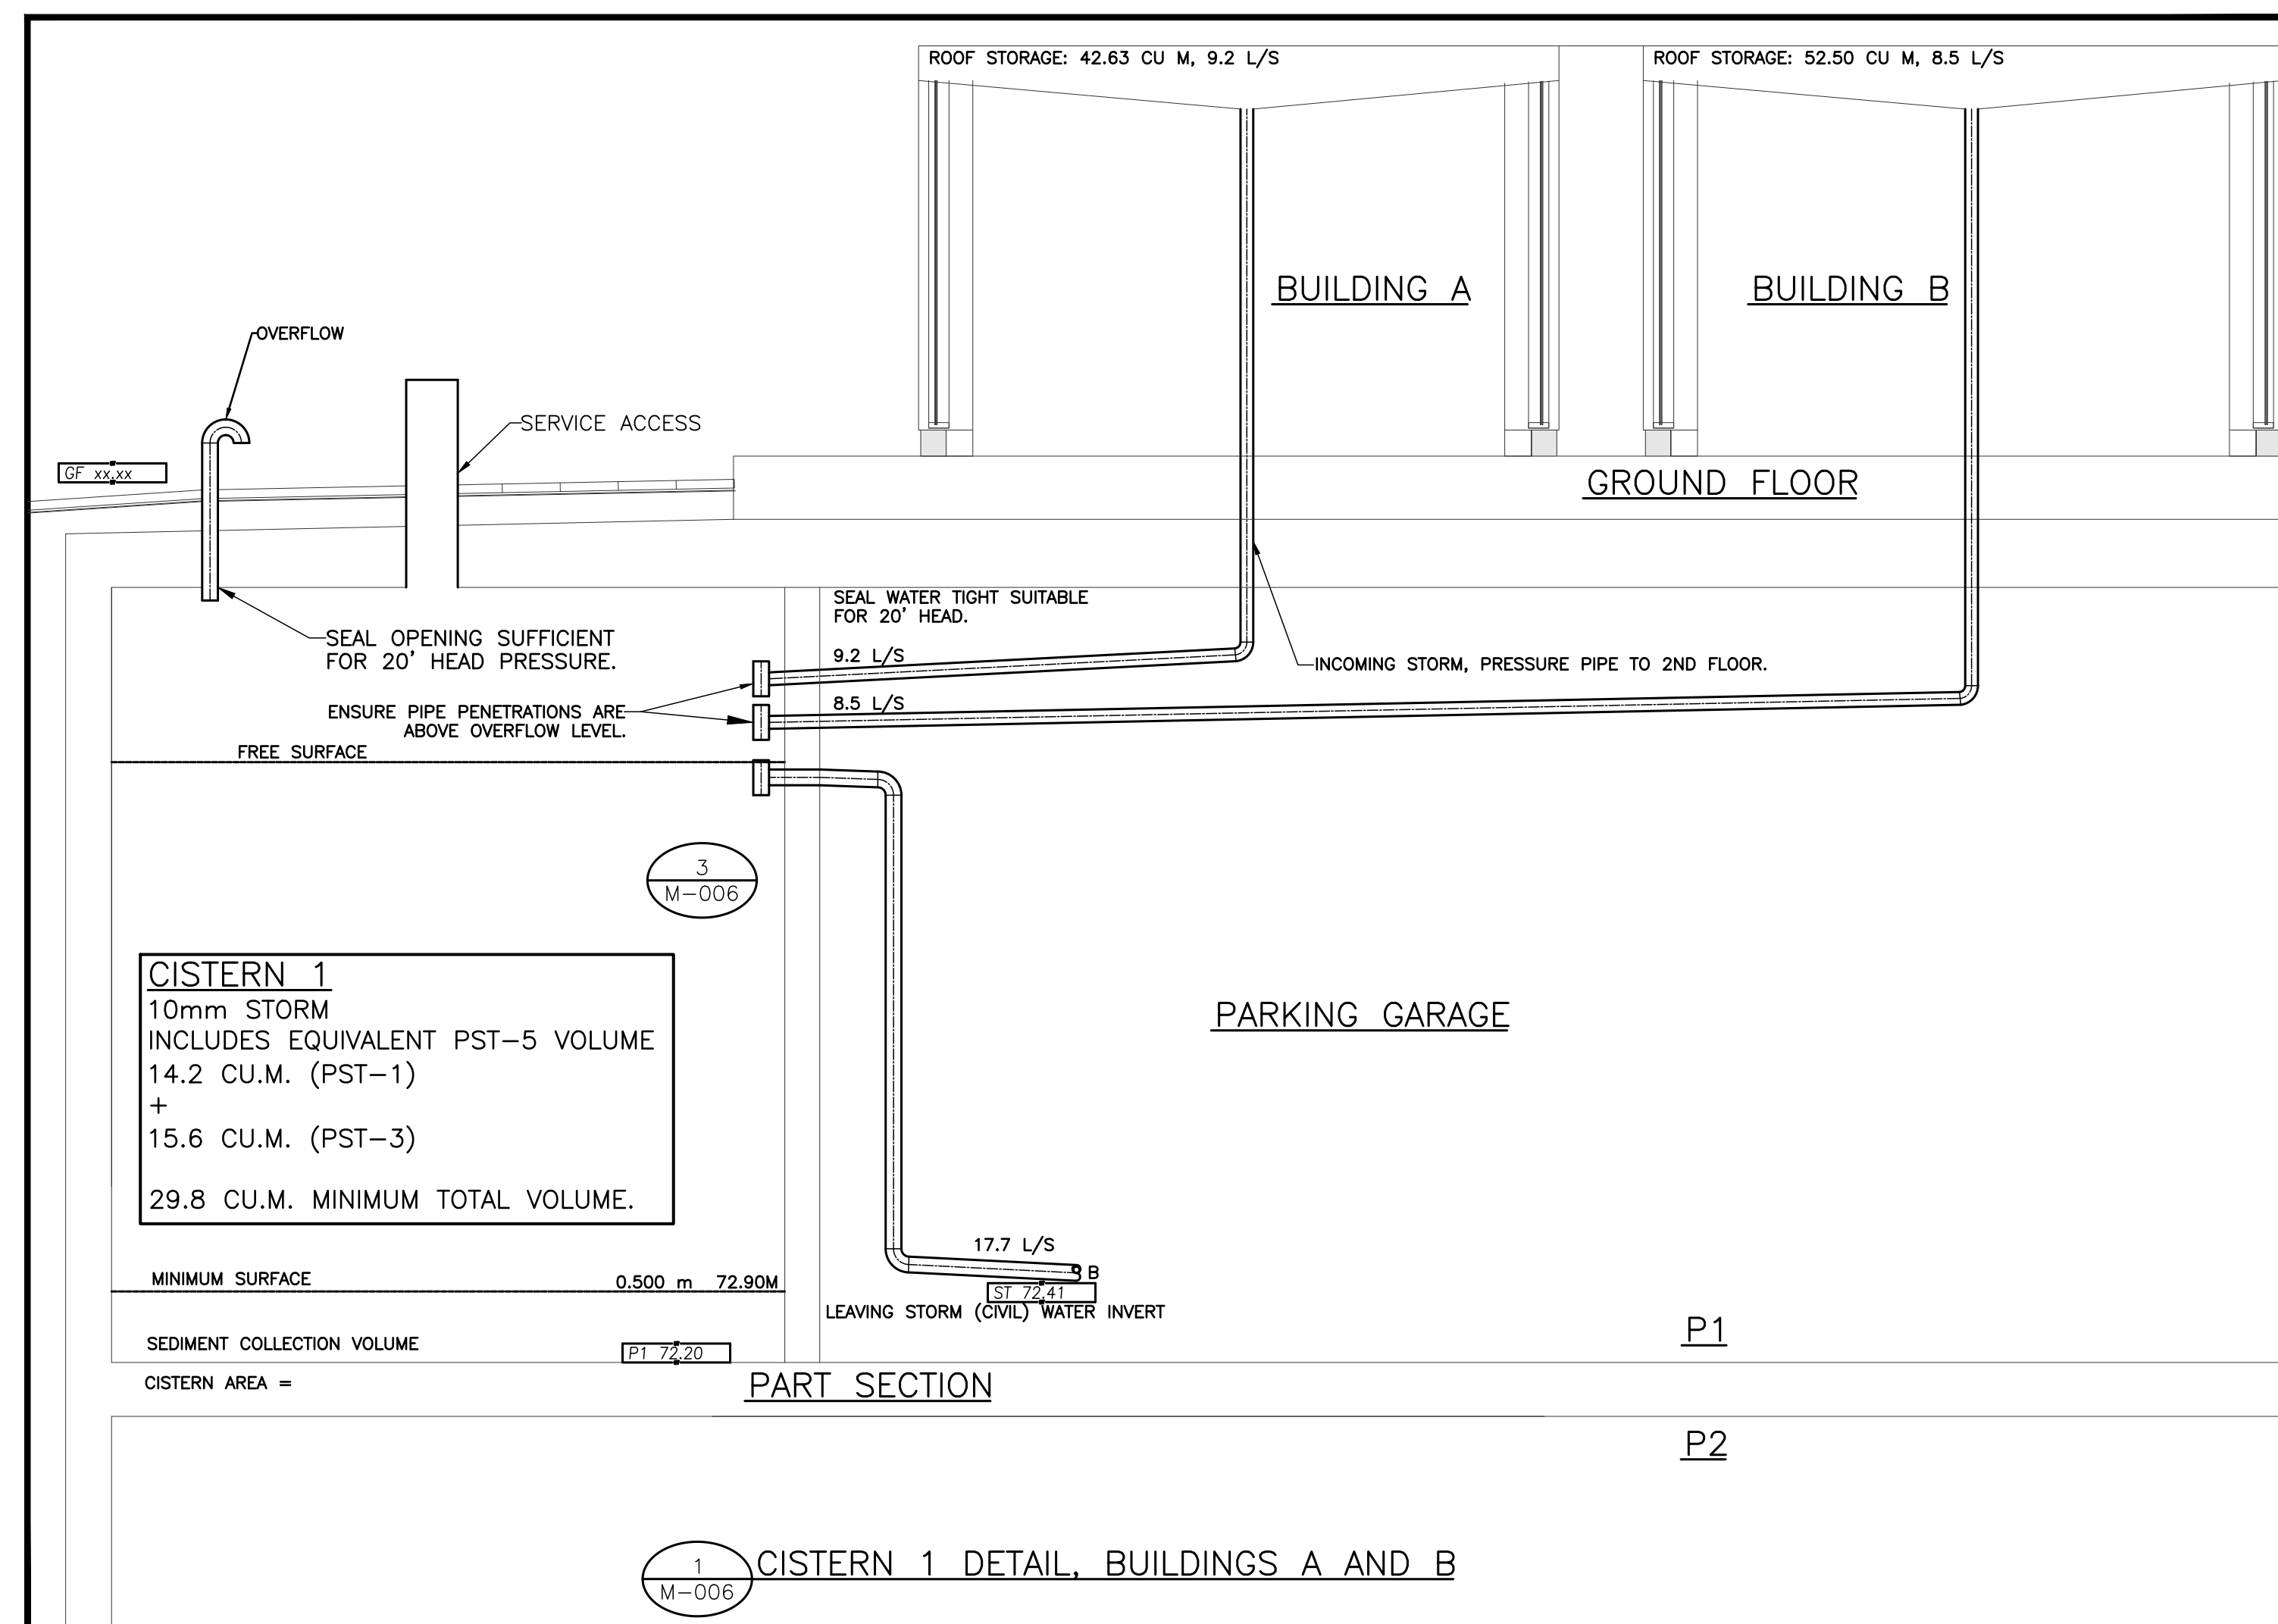 ROOF STORAGE: 42.63 CU M, 9.2 L/S
ROOF STORAGE: 52.50 CU M, 8.5 L/S
BUILDING A
BUILDING B
OVERFLOW
SERVICE ACCESS
GF xx.xx
GROUND FLOOR
SEAL WATER TIGHT SUITABLE
FOR 20' HEAD.
SEAL OPENING SUFFICIENT
FOR 20' HEAD PRESSURE.
9.2 L/S
INCOMING STORM, PRESSURE PIPE TO 2ND FLOOR.
8.5 L/S
ENSURE PIPE PENETRATIONS ARE
ABOVE OVERFLOW LEVEL.
FREE SURFACE
3
M-006
CISTERN 1
10mm STORM
INCLUDES EQUIVALENT PST-5 VOLUME
14.2 CU.M. (PST-1)
+
15.6 CU.M. (PST-3)
29.8 CU.M. MINIMUM TOTAL VOLUME.
PARKING GARAGE
17.7 L/S
B
ST 72.41
LEAVING STORM (CIVIL) WATER INVERT
MINIMUM SURFACE
0.500 m 72.90M
SEDIMENT COLLECTION VOLUME
P1 72.20
P1
CISTERN AREA =
PART SECTION
P2
1
M-006
CISTERN 1 DETAIL, BUILDINGS A AND B